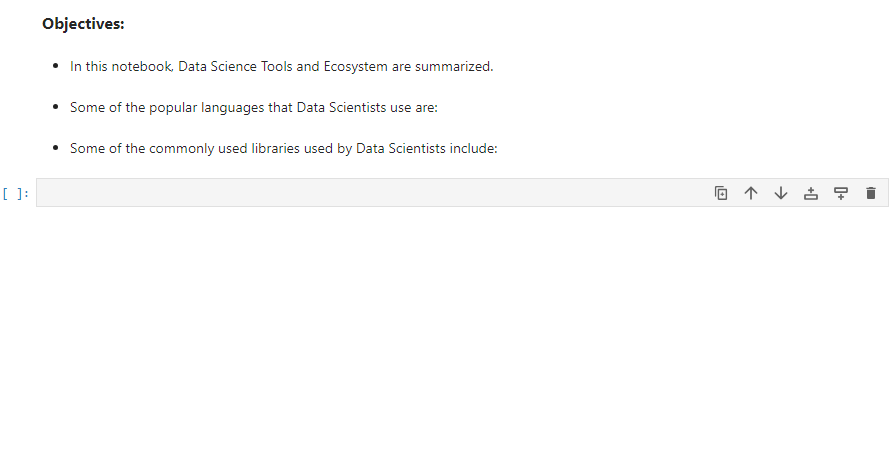 Objectives:
In this notebook, Data Science Tools and Ecosystem are summarized.
Some of the popular languages that Data Scientists use are:
Some of the commonly used libraries used by Data Scientists include:
[ ]: